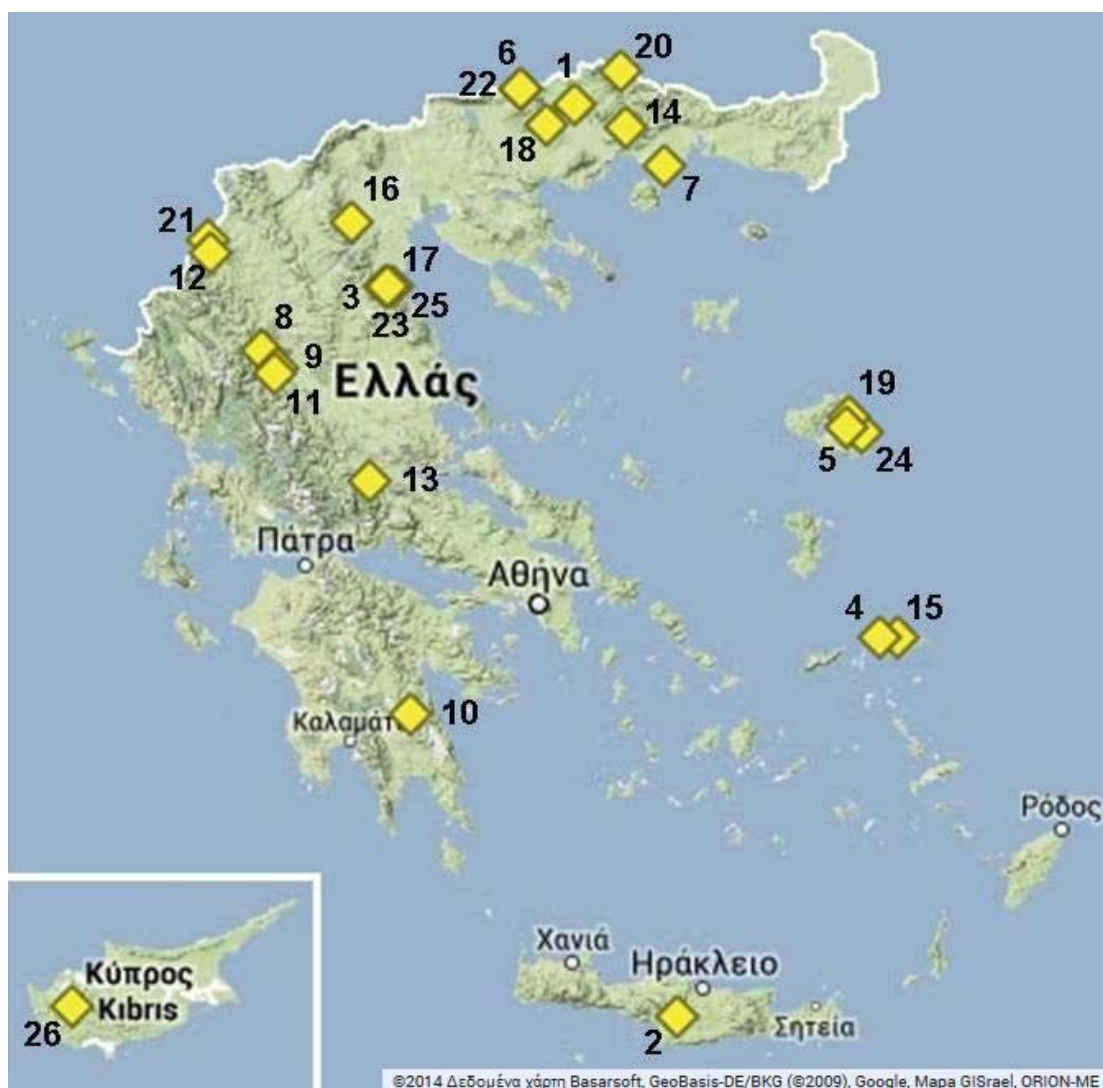 6
1
20
22
14
18
7
16
21
12
17
3
25
23
8
9
Ελλάς
11
19
5
24
13
Πάτρα
Αθήνα
4
15
10
Καλαμάτ
Ρόδος
Χανιά
Ηράκλειο
Σητεία
2
Κύπρος
Kıbrıs
26
©2014 Δεδομένα χάρτη Basarsoft, GeoBasis-DE/BKG (©2009), Google, Mapa GISrael, ORION-ME